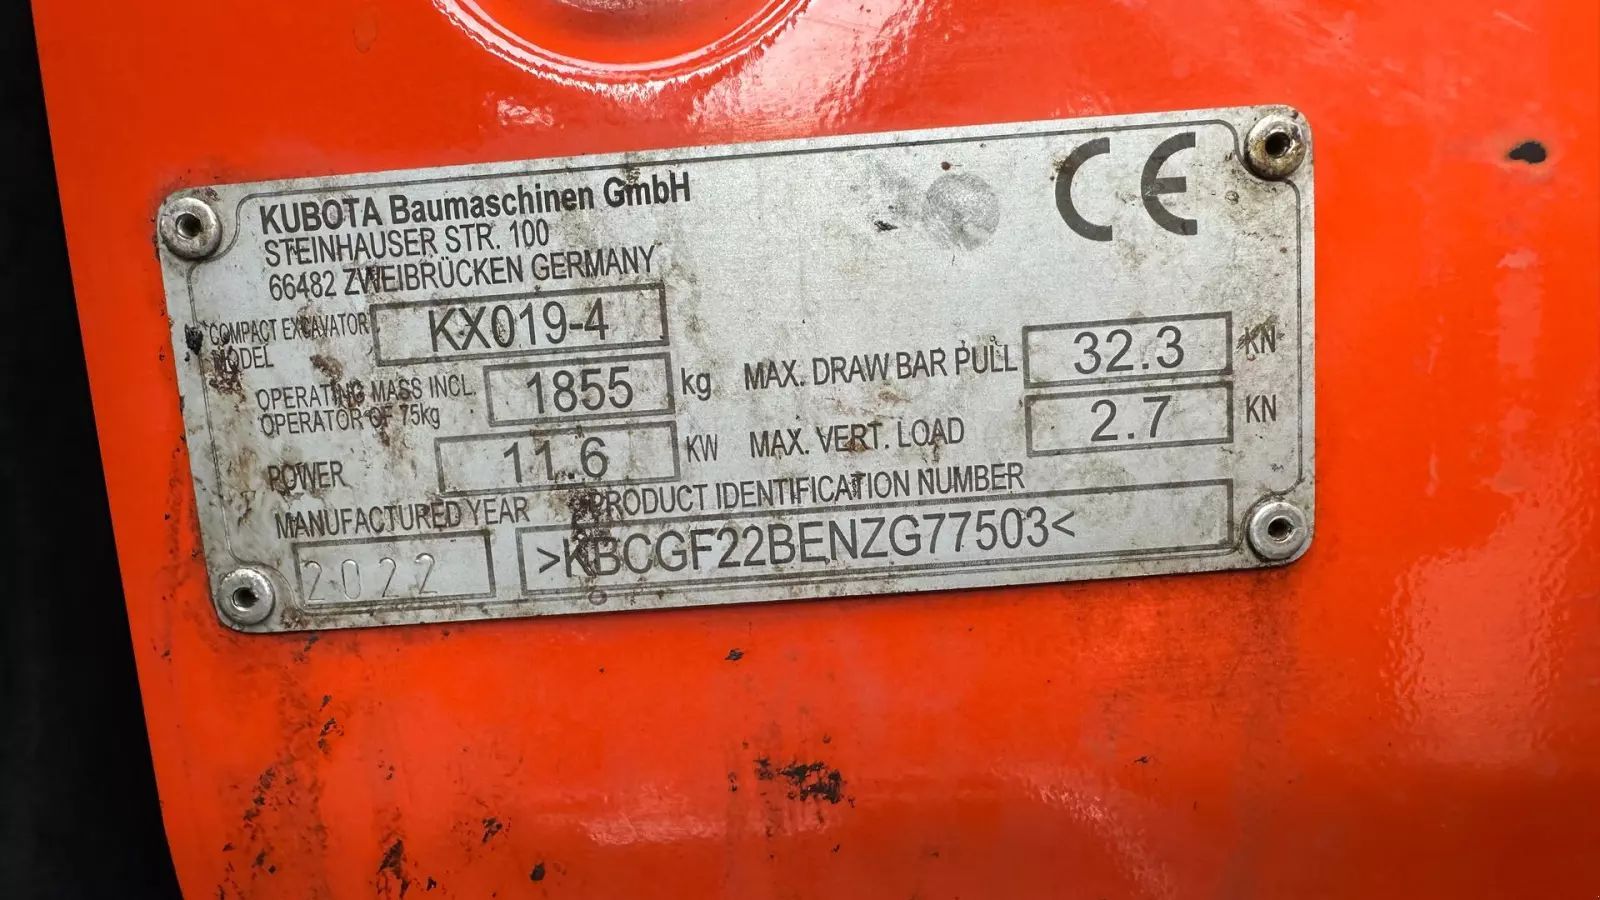 KUBOTA Baumaschinen GmbH
STEINHAUSER STR. 100
66482 ZWEIBRÜCKEN GERMANY
CE
COMPACT EXCAVATOR MODEL KX019-4
OPERATING MASS INCL. OPERATOR OF 75kg 1855 kg
MAX. DRAW BAR PULL 32.3 KN
POWER 11.6 KW
MAX. VERT. LOAD 2.7 KN
MANUFACTURED YEAR 2022
PRODUCT IDENTIFICATION NUMBER
>KBCGF22BENZG77503<